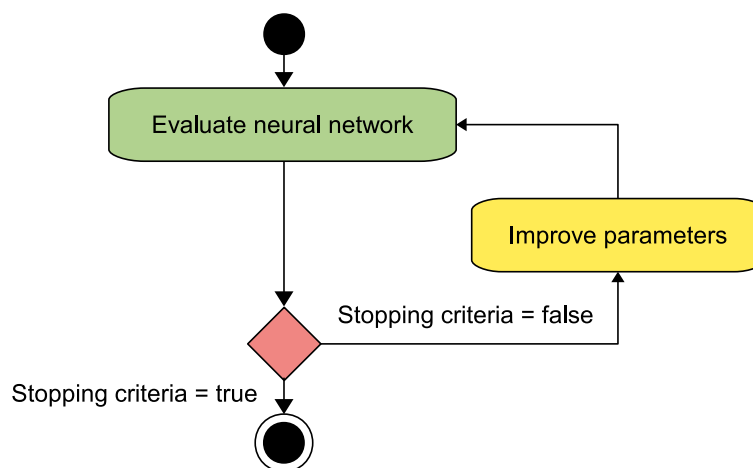 Evaluate neural network
Improve parameters
Stopping criteria = false
Stopping criteria = true